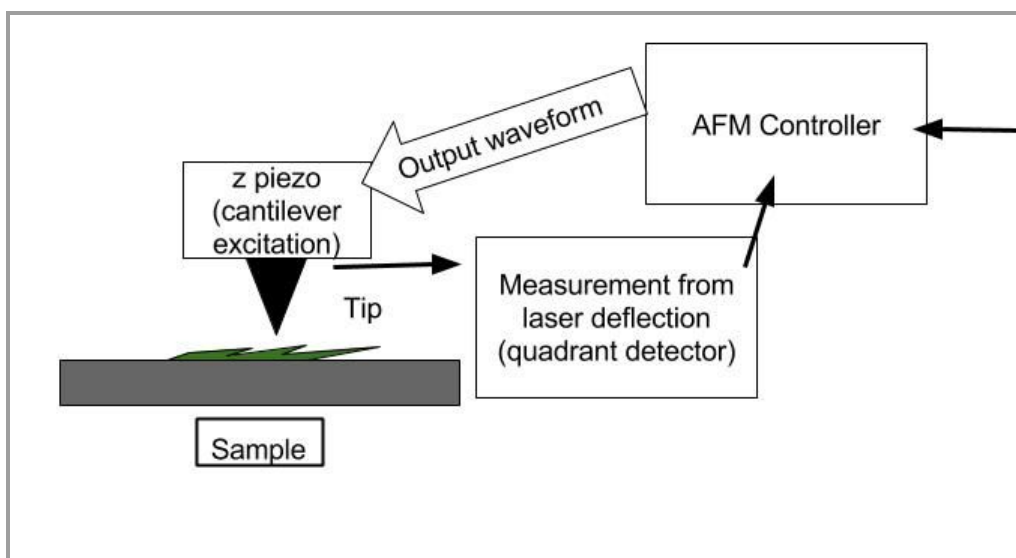 AFM Controller
Output waveform
z piezo
(cantilever
excitation)
Measurement from
laser deflection
(quadrant detector)
Tip
Sample